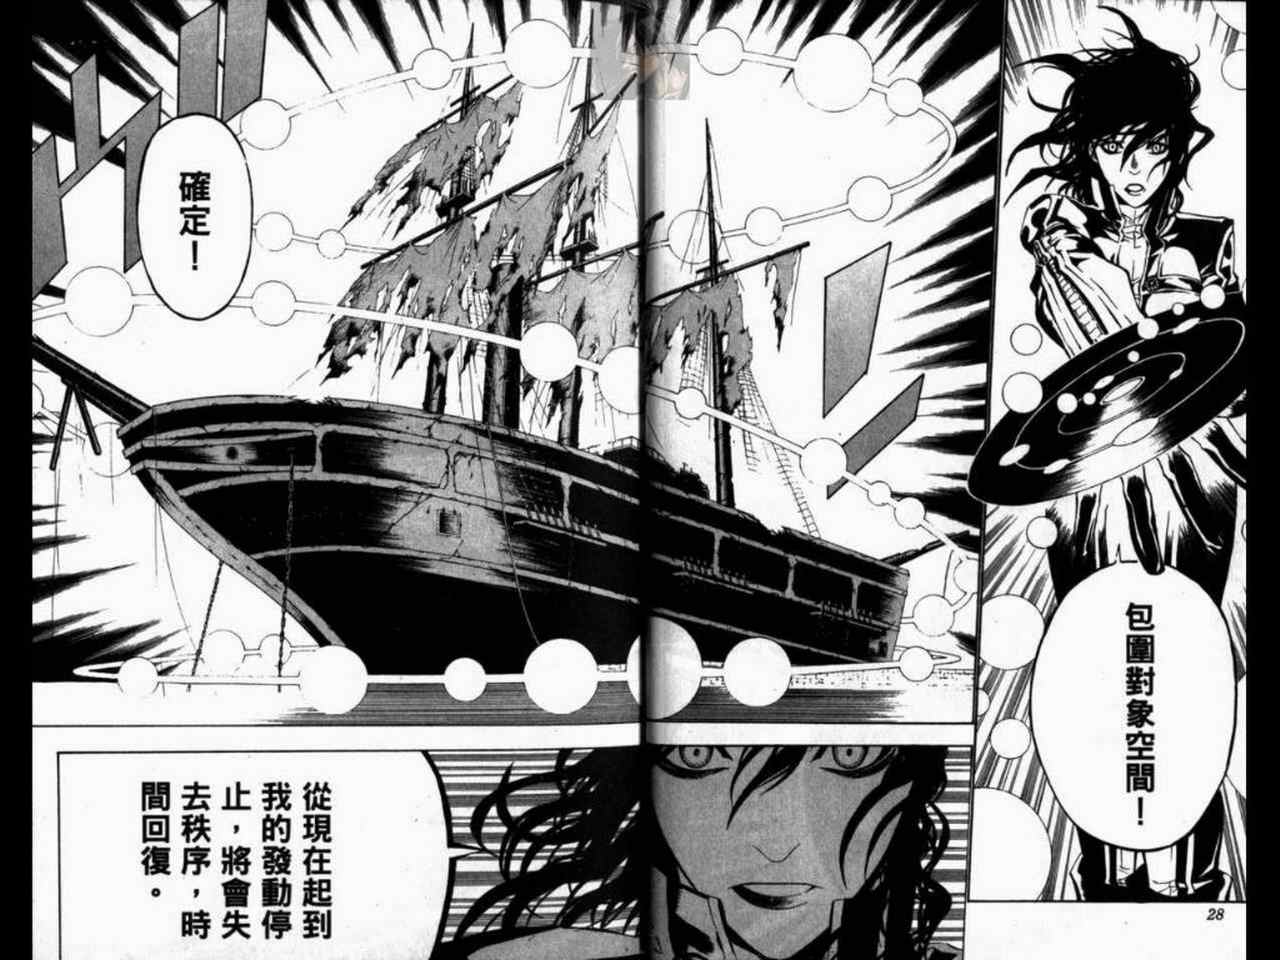 包圍對象空間！
確定！
從現在起到
我的發動停
止，將會失
去秩序，時
間回復。
28